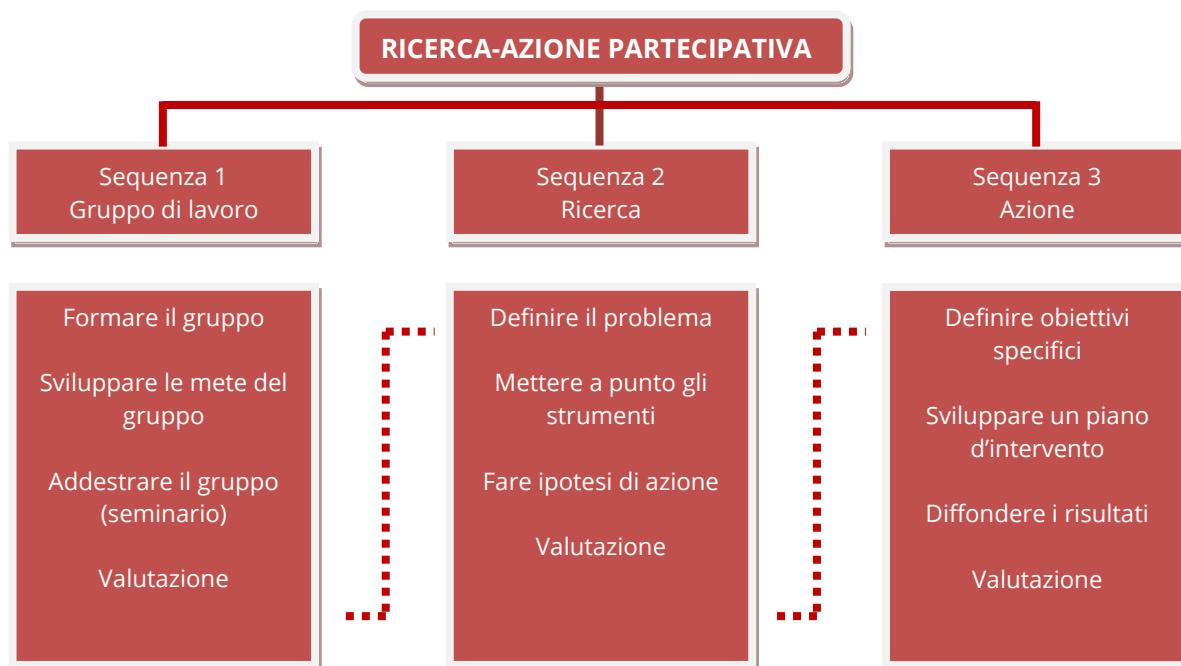 RICERCA-AZIONE PARTECIPATIVA
Sequenza 1
Gruppo di lavoro
Sequenza 2
Ricerca
Sequenza 3
Azione
Formare il gruppo
Sviluppare le mete del
gruppo
Addestrare il gruppo
(seminario)
Valutazione
Definire il problema
Mettere a punto gli
strumenti
Fare ipotesi di azione
Valutazione
Definire obiettivi
specifici
Sviluppare un piano
d’intervento
Diffondere i risultati
Valutazione